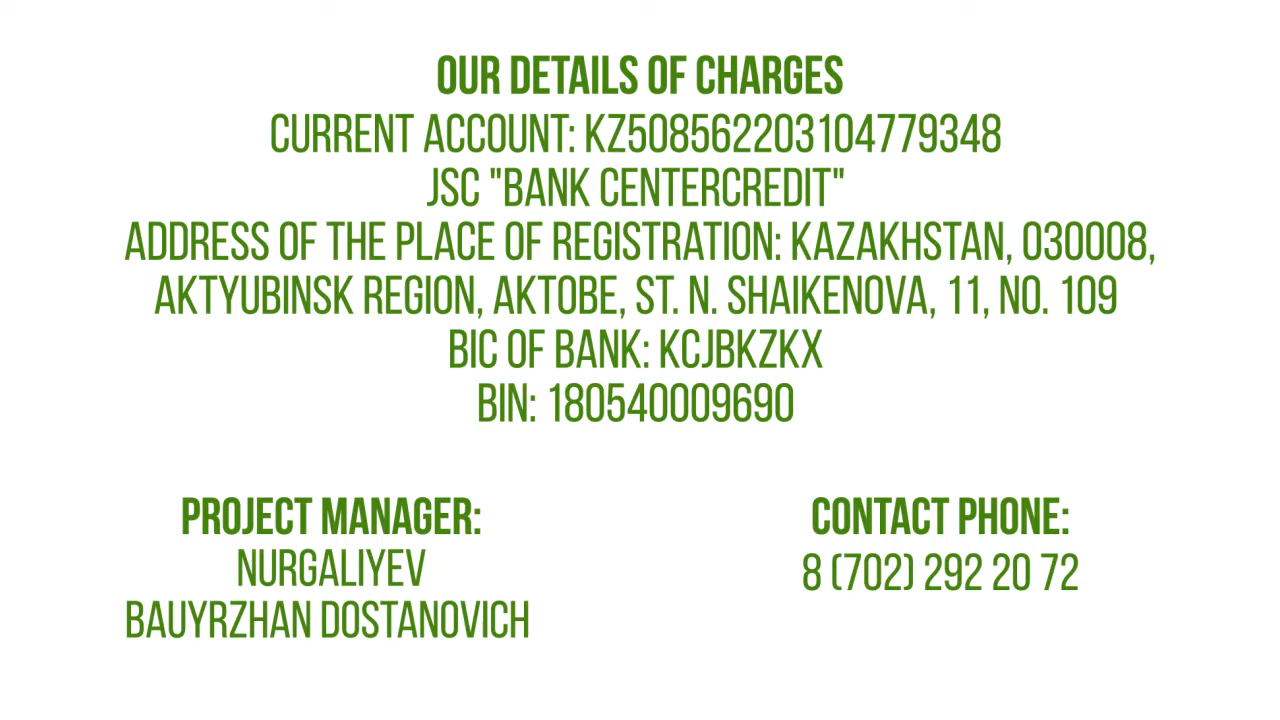 OUR DETAILS OF CHARGES
CURRENT ACCOUNT: KZ508562203104779348
JSC "BANK CENTERCREDIT"
ADDRESS OF THE PLACE OF REGISTRATION: KAZAKHSTAN, 030008,
AKTYUBINSK REGION, AKTOBE, ST. N. SHAIKENOVA, 11, NO. 109
BIC OF BANK: KCJBKZKX
BIN: 180540009690
PROJECT MANAGER:
NURGALIYEV
BAUYRZHAN DOSTANOVICH
CONTACT PHONE:
8 (702) 292 20 72